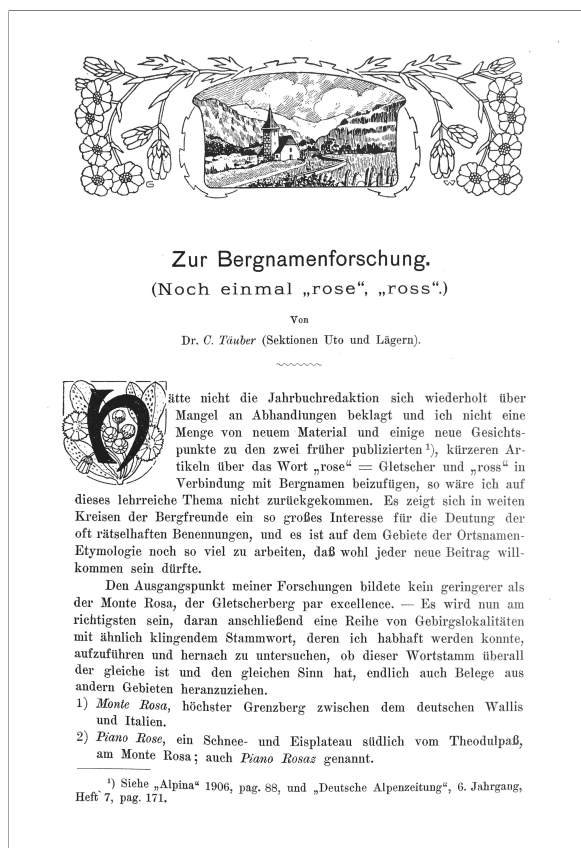 Zur Bergnamenforschung.
(Noch einmal „rose“, „ross“.)
Von
Dr. C. Täuber (Sektionen Uto und Lägern).
Hätte nicht die Jahrbuchredaktion sich wiederholt über
Mangel an Abhandlungen beklagt und ich nicht eine
Menge von neuem Material und einige neue Gesichts-
punkte zu den zwei früher publizierten ¹), kürzeren Ar-
tikeln über das Wort „rose“ = Gletscher und „ross“ in
Verbindung mit Bergnamen beizufügen, so wäre ich auf
dieses lehrreiche Thema nicht zurückgekommen. Es zeigt sich in weiten
Kreisen der Bergfreunde ein so großes Interesse für die Deutung der
oft rätselhaften Benennungen, und es ist auf dem Gebiete der Ortsnamen-
Etymologie noch so viel zu arbeiten, daß wohl jeder neue Beitrag will-
kommen sein dürfte.
Den Ausgangspunkt meiner Forschungen bildete kein geringerer als
der Monte Rosa, der Gletscherberg par excellence. — Es wird nun am
richtigsten sein, daran anschließend eine Reihe von Gebirgslokalitäten
mit ähnlich klingendem Stammwort, deren ich habhaft werden konnte,
aufzuführen und hernach zu untersuchen, ob dieser Wortstamm überall
der gleiche ist und den gleichen Sinn hat, endlich auch Belege aus
andern Gebieten heranzuziehen.
1) Monte Rosa, höchster Grenzberg zwischen dem deutschen Wallis
und Italien.
2) Piano Rose, ein Schnee- und Eisplateau südlich vom Theodulpaß,
am Monte Rosa; auch Piano Rosaz genannt.
¹) Siehe „Alpina“ 1906, pag. 88, und „Deutsche Alpenzeitung“, 6. Jahrgang,
Heft 7, pag. 171.
G
W